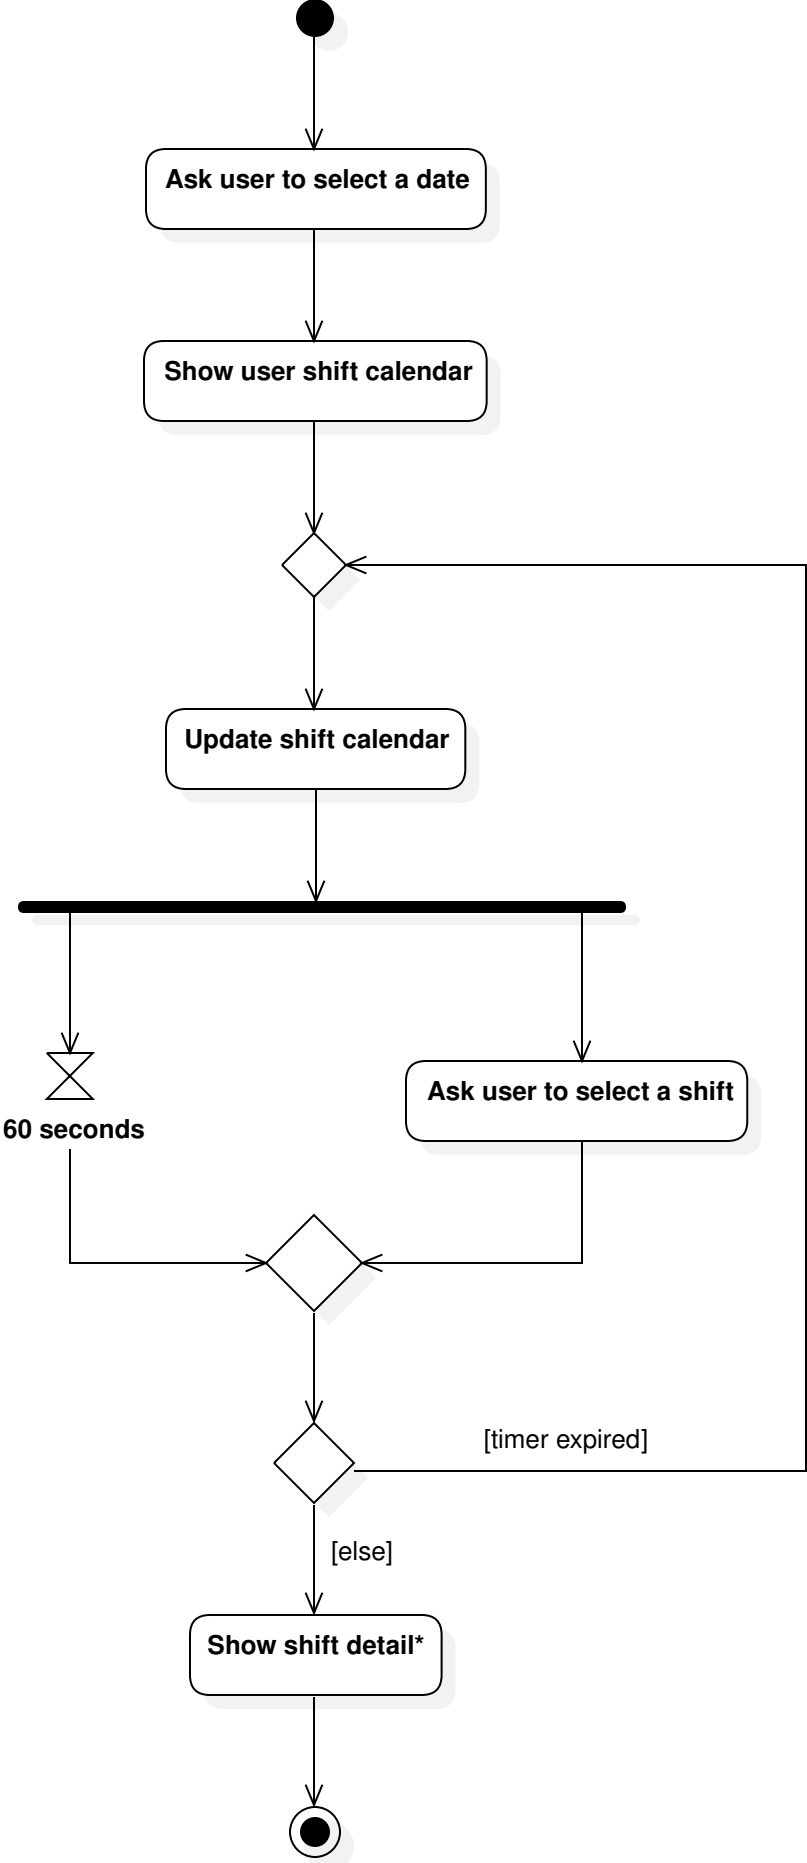 Ask user to select a date
Show user shift calendar
Update shift calendar
60 seconds
Ask user to select a shift
[timer expired]
[else]
Show shift detail*